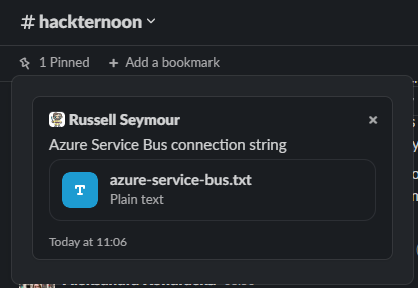 # hackternoon
1 Pinned + Add a bookmark
Russell Seymour ×
Azure Service Bus connection string
T azure-service-bus.txt
Plain text
Today at 11:06